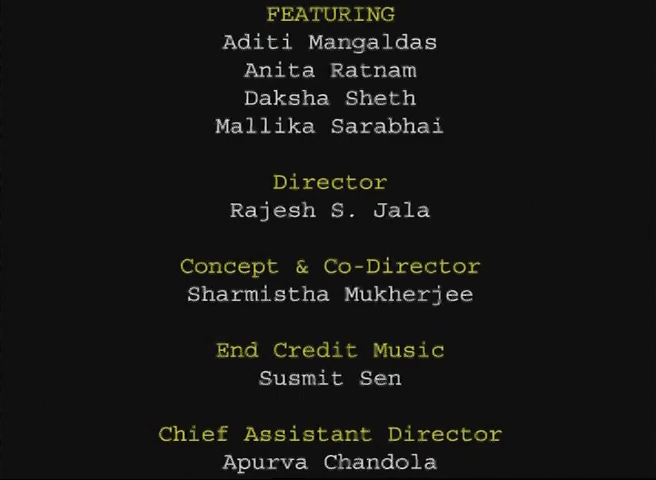 FEATURING
Aditi Mangaldas
Anita Ratnam
Daksha Sheth
Mallika Sarabhai
Director
Rajesh S. Jala
Concept & Co-Director
Sharmistha Mukherjee
End Credit Music
Susmit Sen
Chief Assistant Director
Apurva Chandola